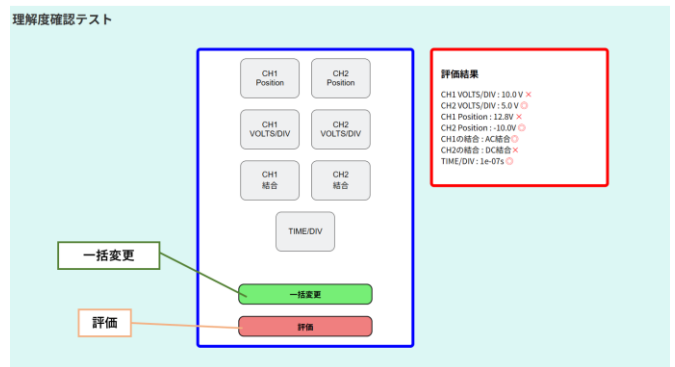 理解度確認テスト
CH1
Position
CH2
Position
CH1
VOLTS/DIV
CH2
VOLTS/DIV
CH1
結合
CH2
結合
TIME/DIV
一括変更
評価
一括変更
評価
評価結果
CH1 VOLTS/DIV : 10.0 V ×
CH2 VOLTS/DIV : 5.0 V ◎
CH1 Position : 12.8V ×
CH2 Position : -10.0V ◎
CH1の結合 : AC結合◎
CH2の結合 : DC結合×
TIME/DIV : 1e-07s ◎